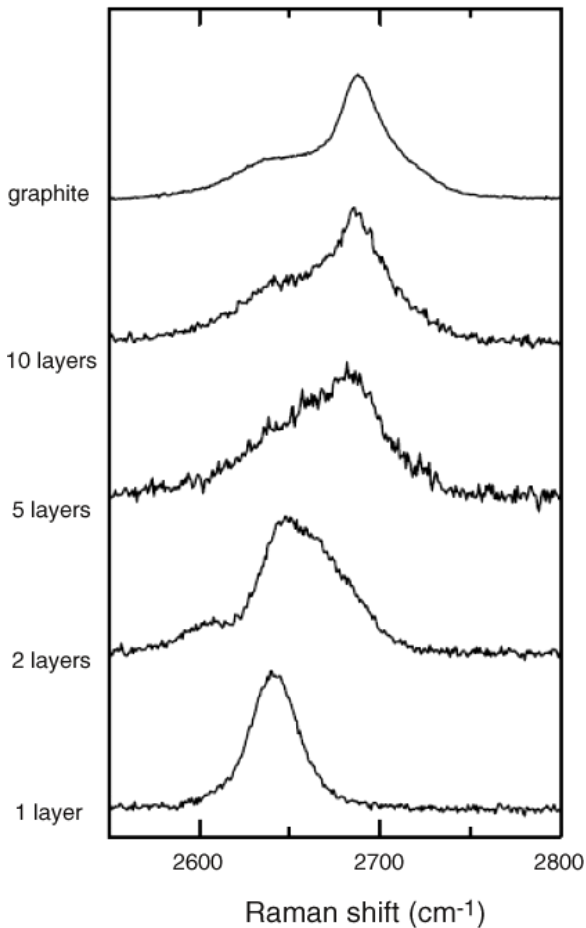 graphite
10 layers
5 layers
2 layers
1 layer
2600 2700 2800
Raman shift (cm-1)